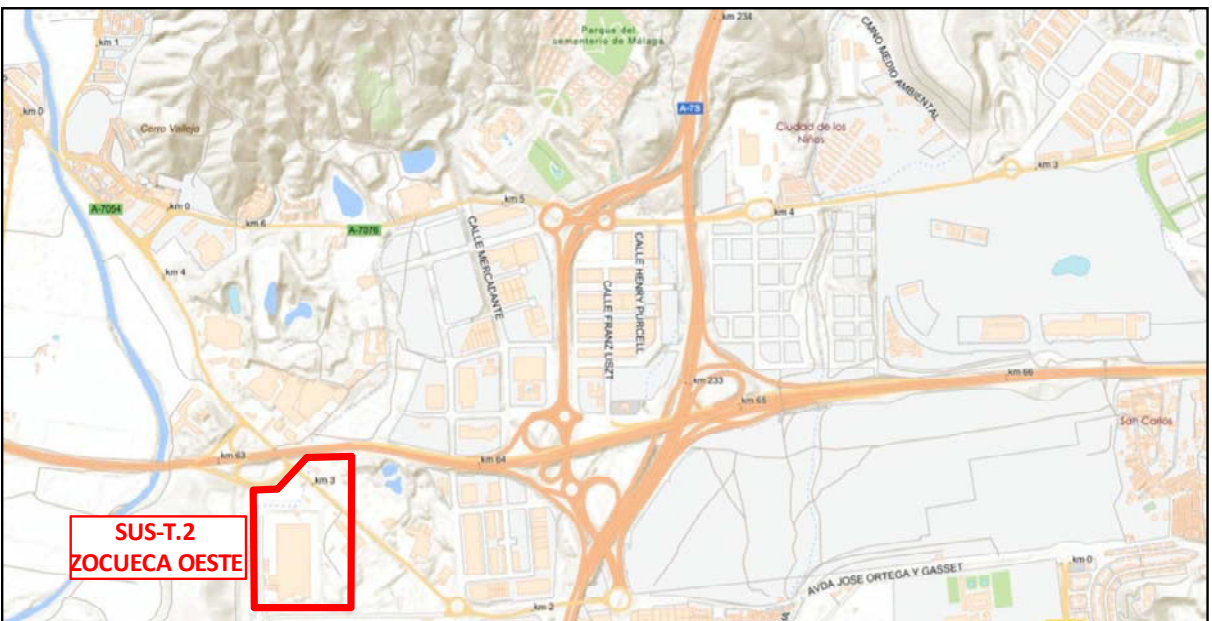 km 234
Parque del
cementerio de Málaga
km 1
CMNO MEDIO AMBIENTAL
km 0
A-7S
Cerro Vallejo
Ciudad de los
Niños
km 3
A-7054
km 0
km 5
km 4
km 6
A-7076
CALLE MERCADANTE
CALLE HENRY PURCELL
CALLE FRANZ LISZT
km 4
km 233
km 66
km 65
San Carlos
km 63
km 64
km 3
SUS-T.2
ZOCUECA OESTE
km 0
AVDA JOSE ORTEGA Y GASSET
km 2